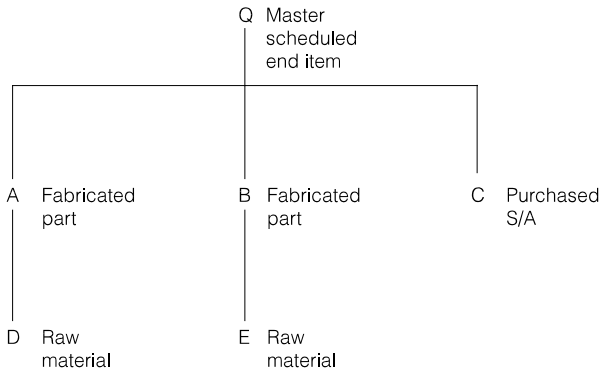 Q Master
scheduled
end item
A Fabricated
part
B Fabricated
part
C Purchased
S/A
D Raw
material
E Raw
material